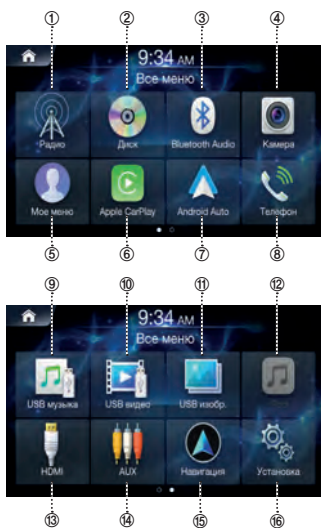 ① ② ③ ④
9:34 AM
Все меню
Радио Диск Bluetooth Audio Камера
Мое меню Apple CarPlay Android Auto Телефон
⑤ ⑥ ⑦ ⑧
⑨ ⑩ ⑪ ⑫
9:34 AM
Все меню
USB музыка USB видео USB изобр.
HDMI AUX Навигация Установка
⑬ ⑭ ⑮ ⑯